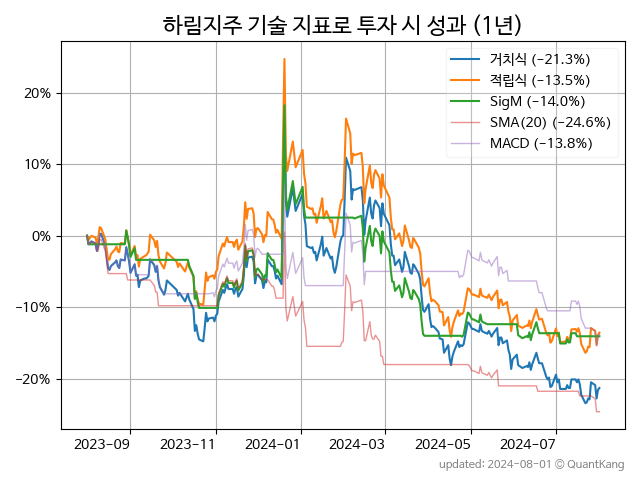 하림지주 기술 지표로 투자 시 성과 (1년)
거치식 (−21.3%)
적립식 (−13.5%)
SigM (−14.0%)
SMA(20) (−24.6%)
MACD (−13.8%)
20%
10%
0%
−10%
−20%
2023-09
2023-11
2024-01
2024-03
2024-05
2024-07
updated: 2024-08-01 © QuantKang